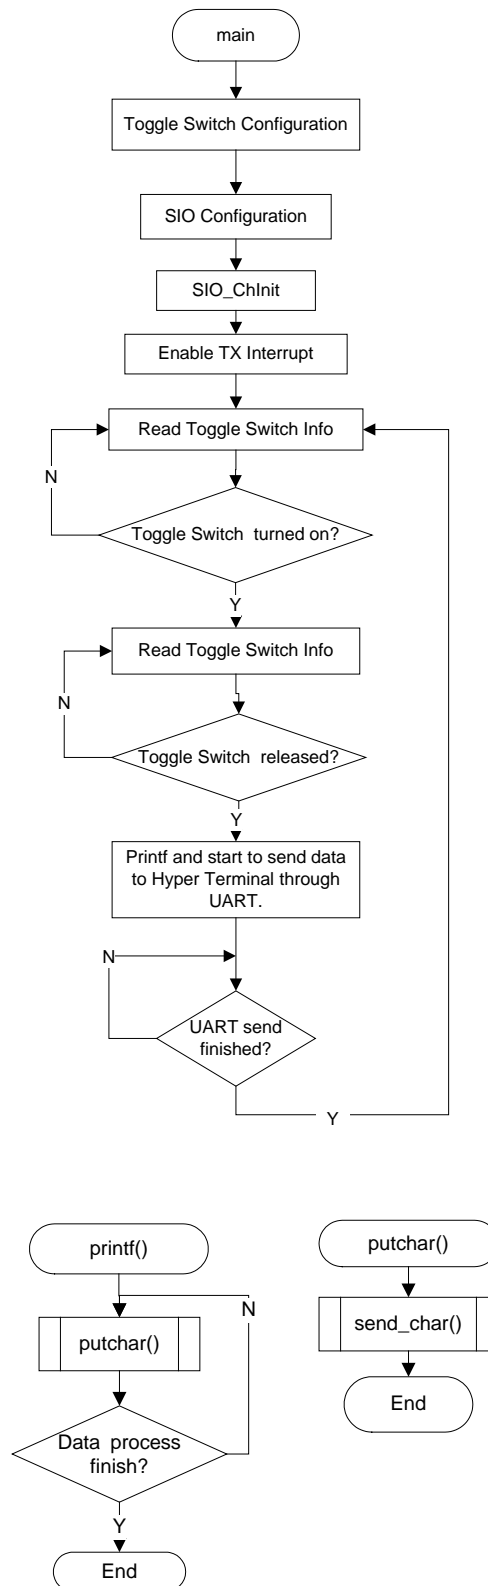 main
Toggle Switch Configuration
SIO Configuration
SIO_ChInit
Enable TX Interrupt
Read Toggle Switch Info
N
Toggle Switch turned on?
Y
Read Toggle Switch Info
N
Toggle Switch released?
Y
Printf and start to send data
to Hyper Terminal through
UART.
N
UART send
finished?
Y
printf()
N
putchar()
Data process
finish?
Y
End
putchar()
send_char()
End